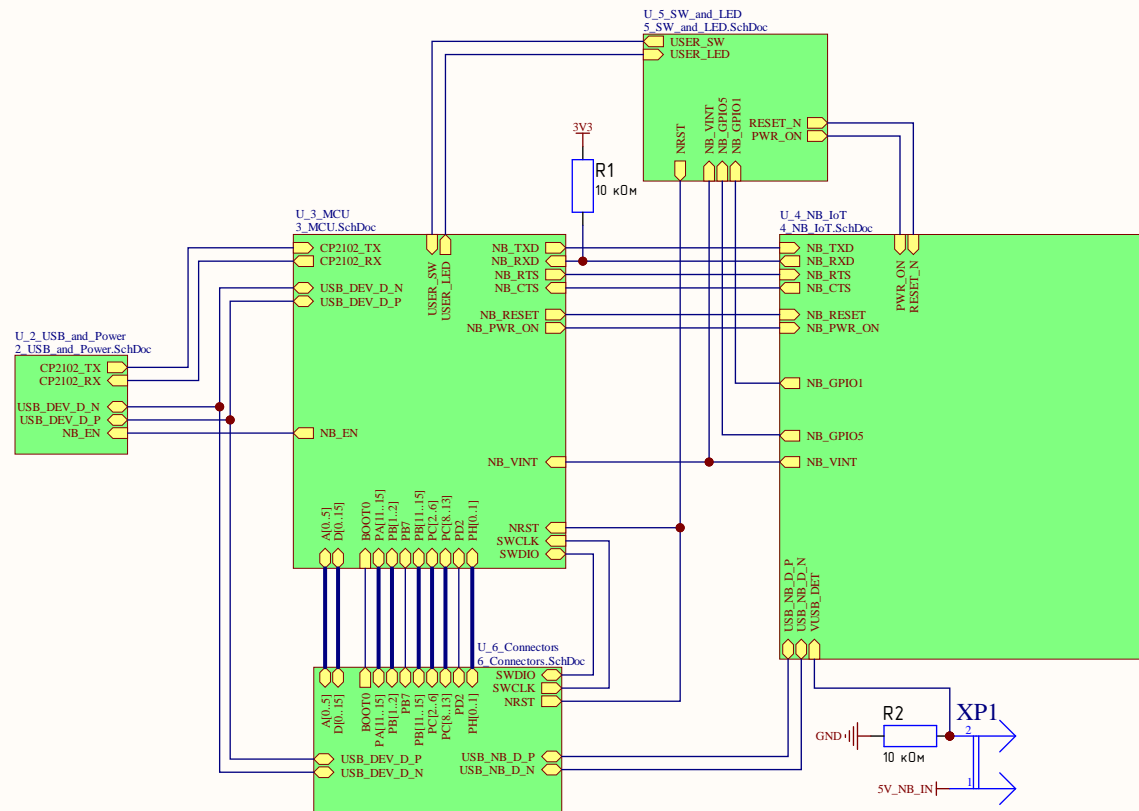 U_5_SW_and_LED
5_SW_and_LED.SchDoc
USER_SW
USER_LED
NRST
NB_VINT
NB_GPIO5
NB_GPIO1
RESET_N
PWR_ON
3V3
R1
10 кОм
U_3_MCU
3_MCU.SchDoc
CP2102_TX
CP2102_RX
USB_DEV_D_N
USB_DEV_D_P
USER_SW
USER_LED
NB_TXD
NB_RXD
NB_RTS
NB_CTS
NB_RESET
NB_PWR_ON
NB_EN
NB_VINT
NRST
SWCLK
SWDIO
A[0..5]
D[0..15]
BOOT0
PA[11..15]
PB[1..2]
PB7
PB[11..15]
PC[2..6]
PC[8..13]
PD2
PH[0..1]
U_4_NB_IoT
4_NB_IoT.SchDoc
NB_TXD
NB_RXD
NB_RTS
NB_CTS
NB_RESET
NB_PWR_ON
PWR_ON
RESET_N
NB_GPIO1
NB_GPIO5
NB_VINT
USB_NB_D_P
USB_NB_D_N
VUSB_DET
U_2_USB_and_Power
2_USB_and_Power.SchDoc
CP2102_TX
CP2102_RX
USB_DEV_D_N
USB_DEV_D_P
NB_EN
U_6_Connectors
6_Connectors.SchDoc
SWDIO
SWCLK
NRST
A[0..5]
D[0..15]
BOOT0
PA[11..15]
PB[1..2]
PB7
PB[11..15]
PC[2..6]
PC[8..13]
PD2
PH[0..1]
USB_DEV_D_P
USB_DEV_D_N
USB_NB_D_P
USB_NB_D_N
R2
XP1
GND
2
10 кОм
5V_NB_IN
1